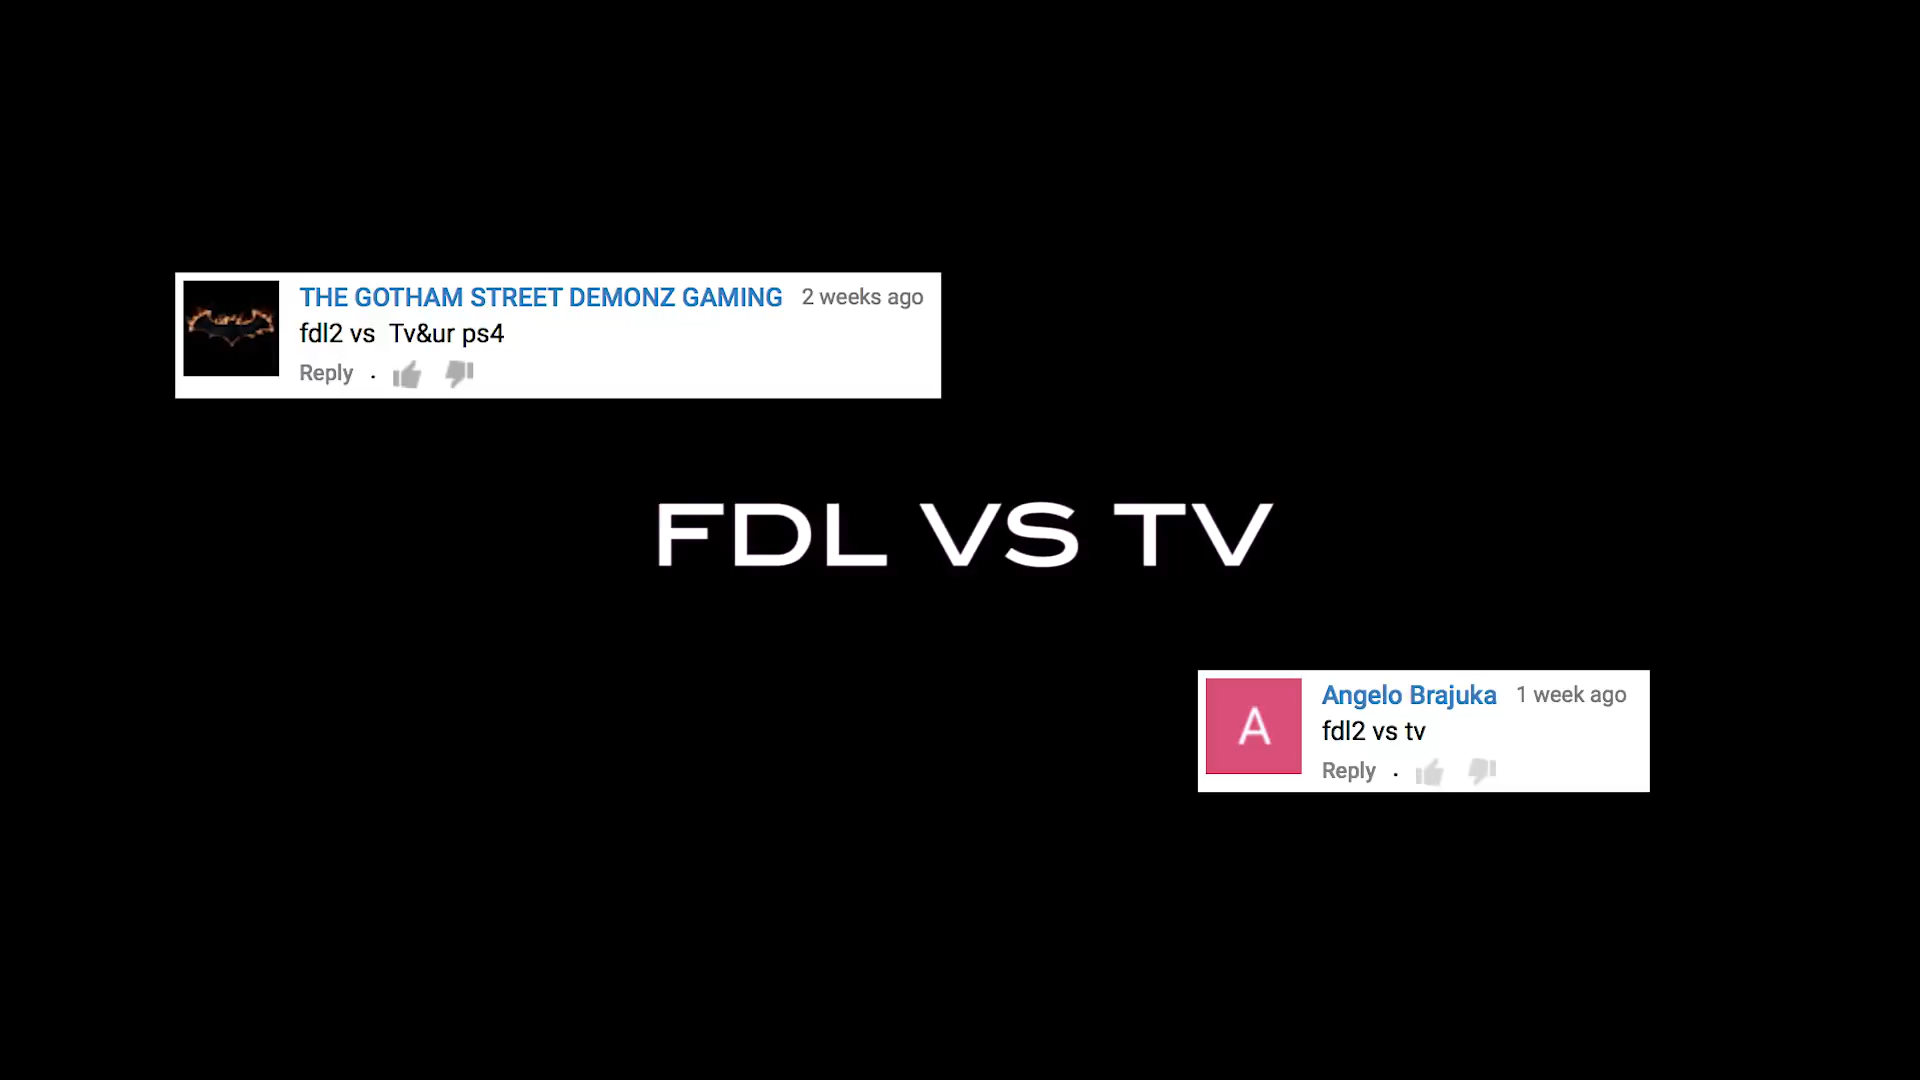 THE GOTHAM STREET DEMONZ GAMING 2 weeks ago
fdl2 vs Tv&ur ps4
Reply ·
FDL VS TV
A
Angelo Brajuka 1 week ago
fdl2 vs tv
Reply ·